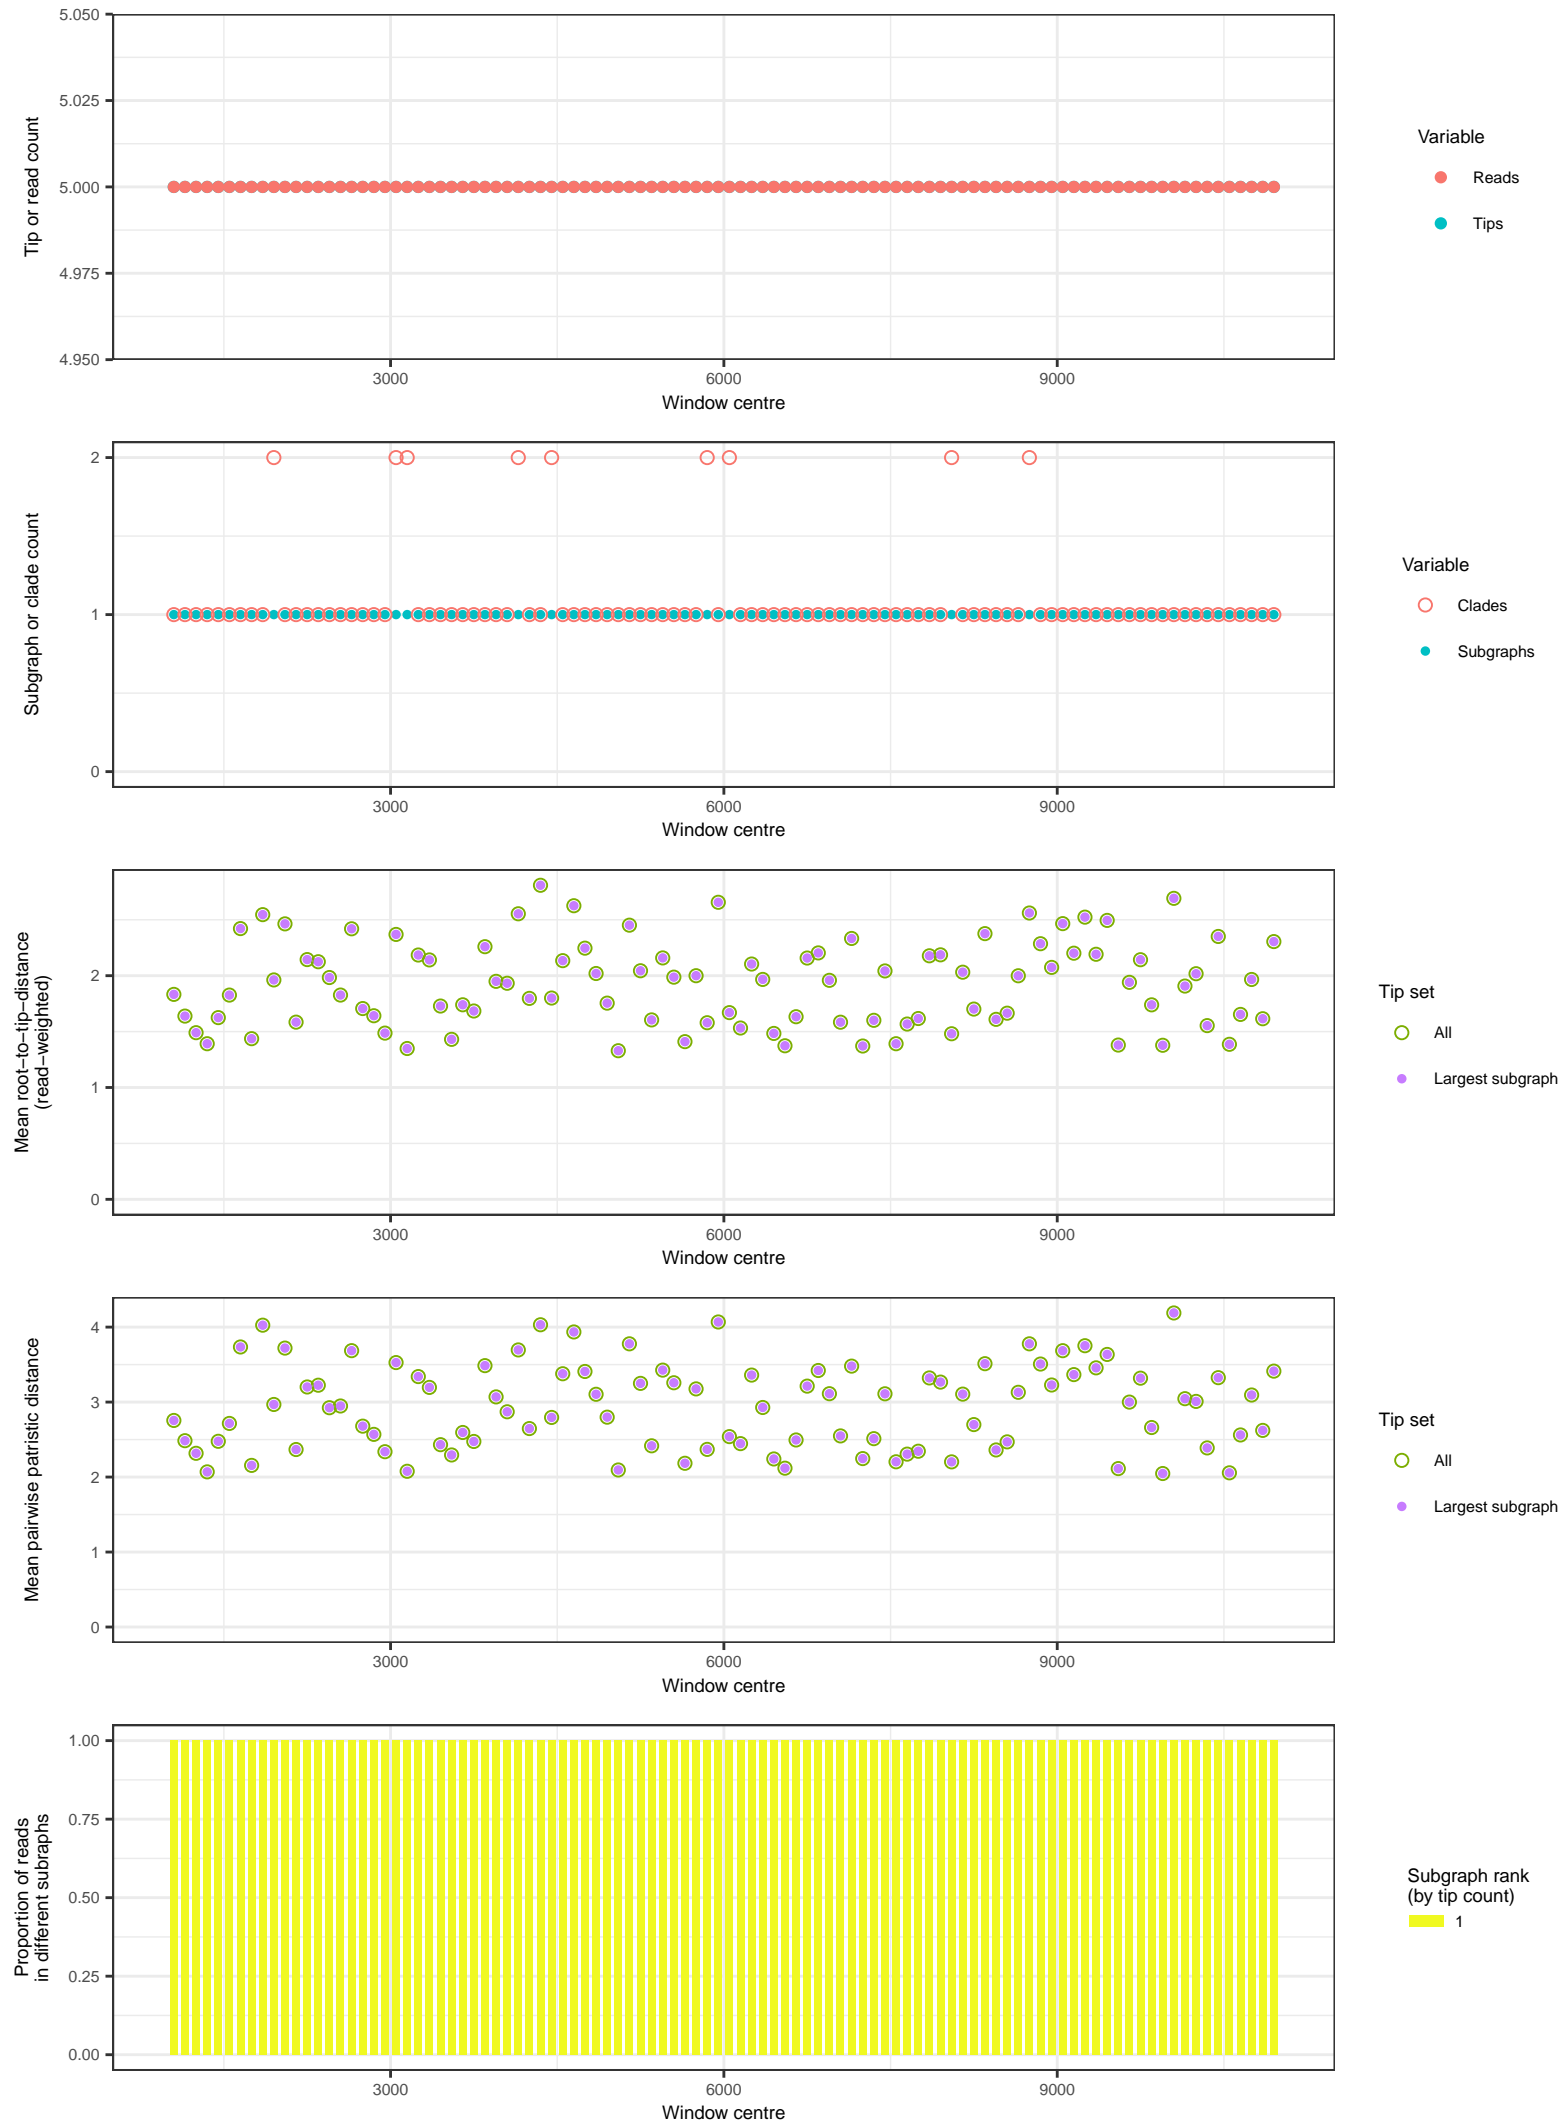 5.050
5.025
5.000
4.975
4.950
Tip or read count
3000 6000 9000
Window centre
Variable
Reads
Tips
2
1
0
Subgraph or clade count
3000 6000 9000
Window centre
Variable
Clades
Subgraphs
2
1
0
Mean root−to−tip−distance
(read−weighted)
3000 6000 9000
Window centre
Tip set
All
Largest subgraph
4
3
2
1
0
Mean pairwise patristic distance
3000 6000 9000
Window centre
Tip set
All
Largest subgraph
1.00
0.75
0.50
0.25
0.00
Proportion of reads
in different subraphs
3000 6000 9000
Window centre
Subgraph rank
(by tip count)
1